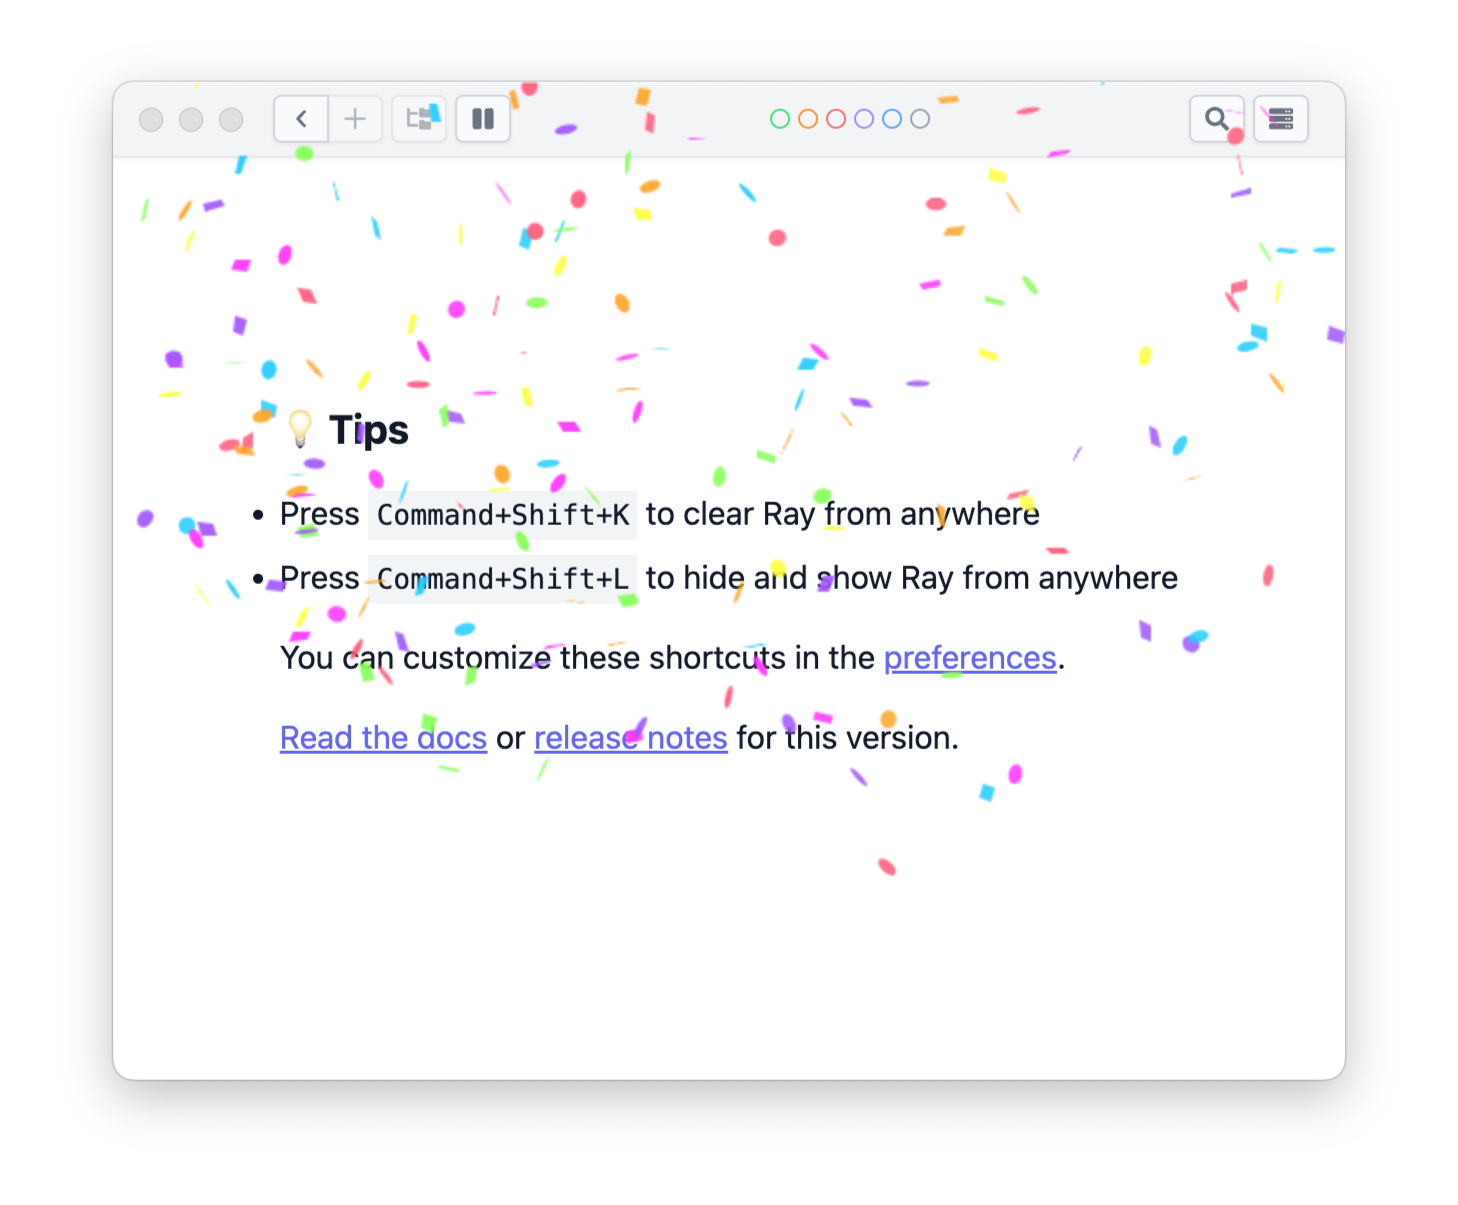 💡 Tips
Press Command+Shift+K to clear Ray from anywhere
Press Command+Shift+L to hide and show Ray from anywhere
You can customize these shortcuts in the preferences.
Read the docs or release notes for this version.